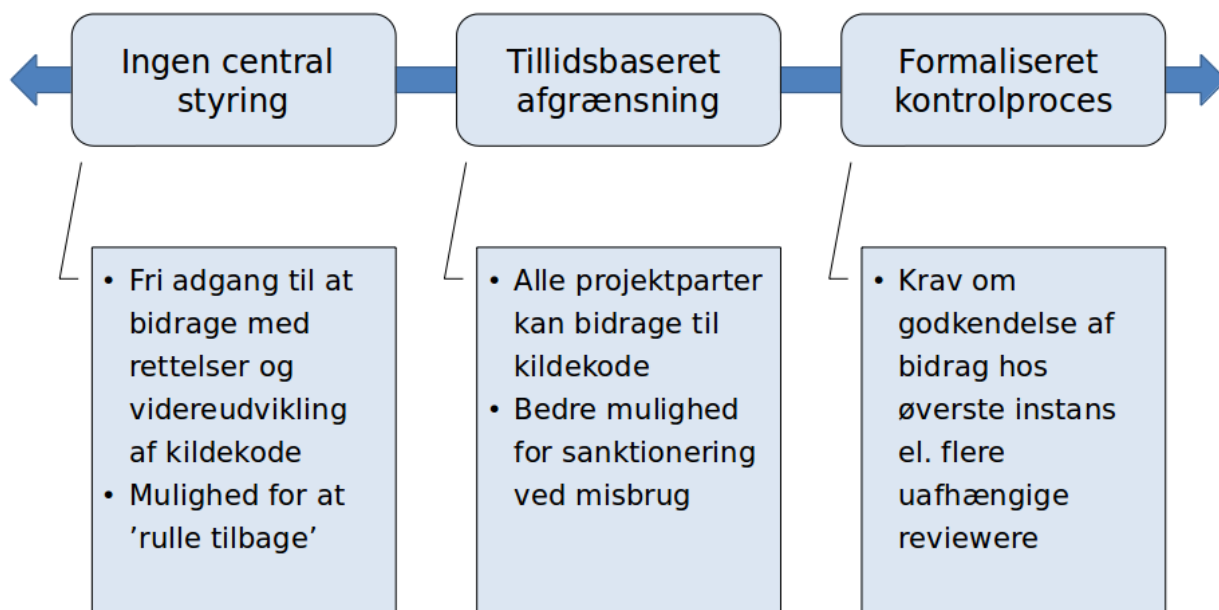 Ingen central
styring
Tillidsbaseret
afgrænsning
Formaliseret
kontrolproces
• Fri adgang til at
bidrage med
rettelser og
videreudvikling
af kildekode
• Mulighed for at
’rulle tilbage’
• Alle projektparter
kan bidrage til
kildekode
• Bedre mulighed
for sanktionering
ved misbrug
• Krav om
godkendelse af
bidrag hos
øverste instans
el. flere
uafhængige
reviewere